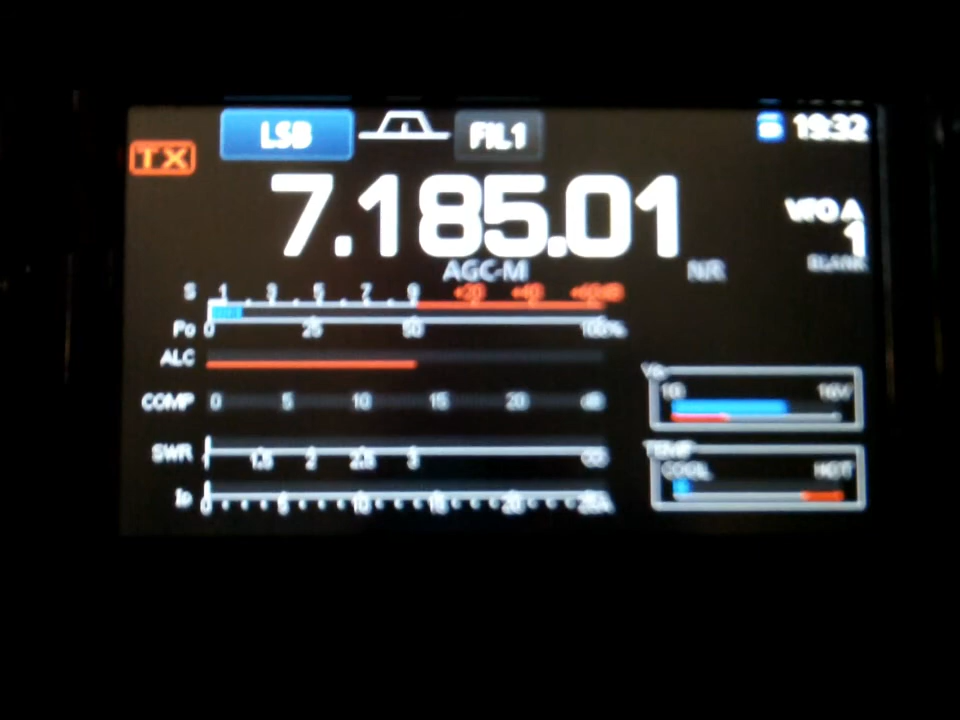 LSB FIL1 19:32
TX
7.185.01
VFO A
1
AGC-M NR BLANK
S 1 3 5 7 9 +20 +40 +60dB
Po 0 25 50 100%
ALC
COMP 0 5 10 15 20 dB
10 16V
SWR 1 1.5 2 2.5 3 ∞
TEMP
COOL HOT
ID 0 5 10 15 20 25A